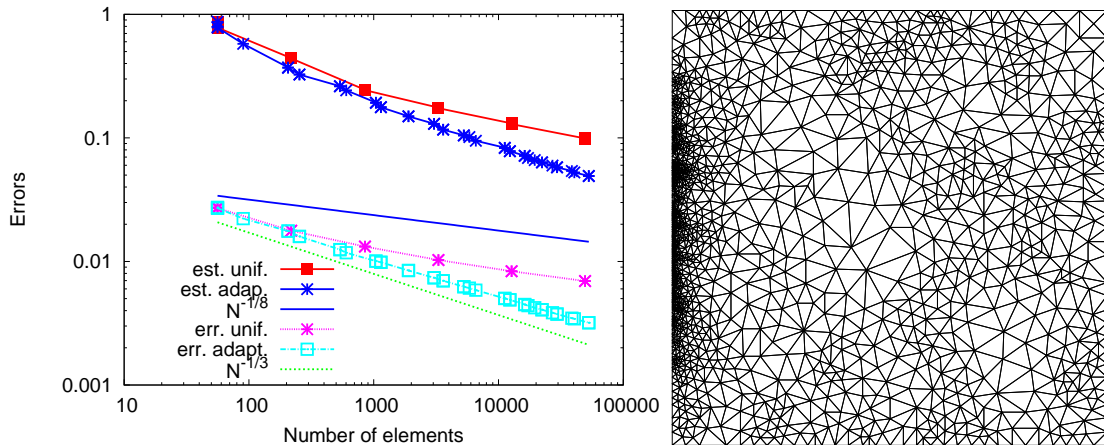 1
0.1
0.01
0.001
Errors
est. unif.
est. adap.
N^-1/8
err. unif.
err. adapt.
N^-1/3
10
100
1000
10000
100000
Number of elements